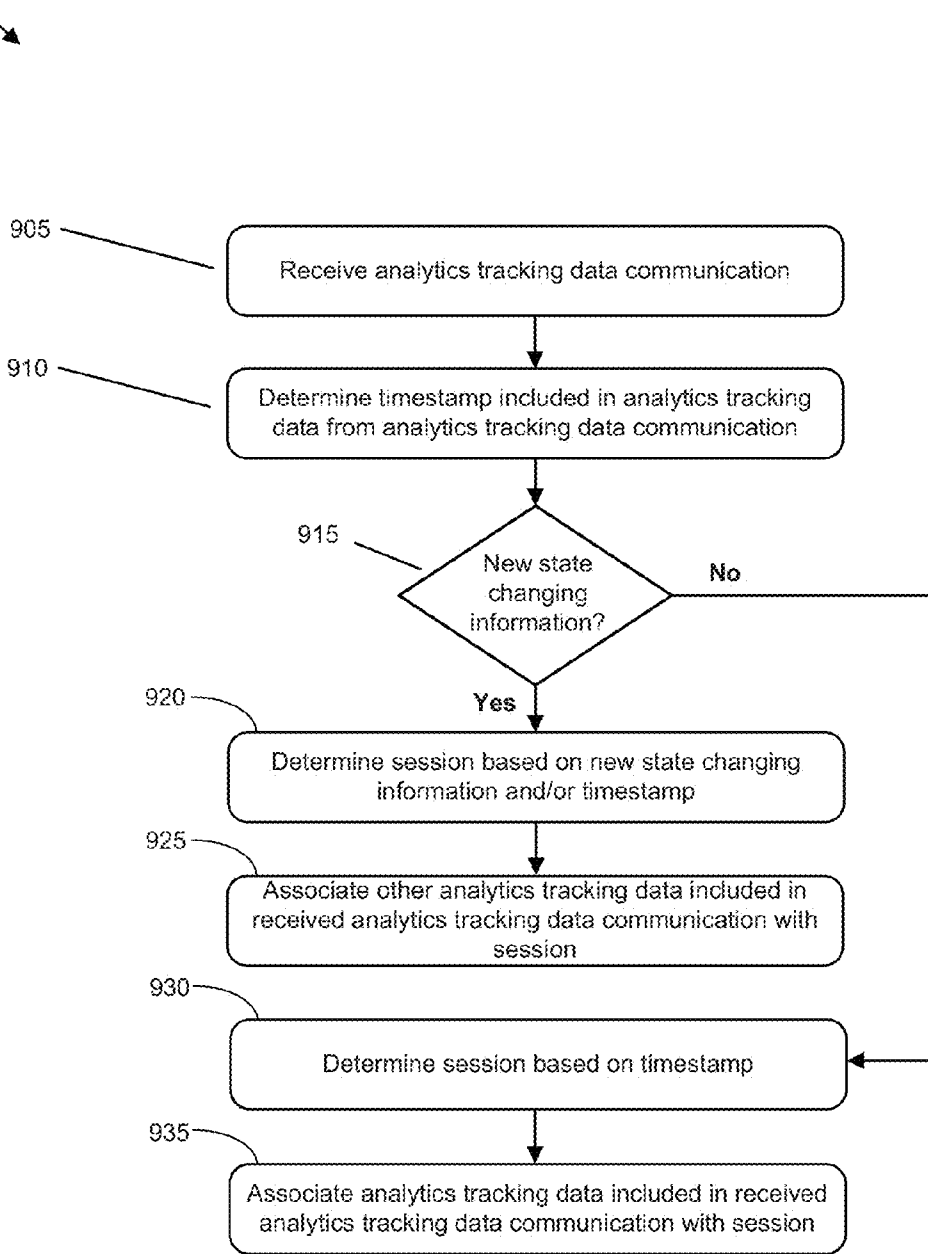 905
Receive analytics tracking data communication
910
Determine timestamp included in analytics tracking
data from analytics tracking data communication
915
New state
changing
information?
No
Yes
920
Determine session based on new state changing
information and/or timestamp
925
Associate other analytics tracking data included in
received analytics tracking data communication with
session
930
Determine session based on timestamp
935
Associate analytics tracking data included in received
analytics tracking data communication with session